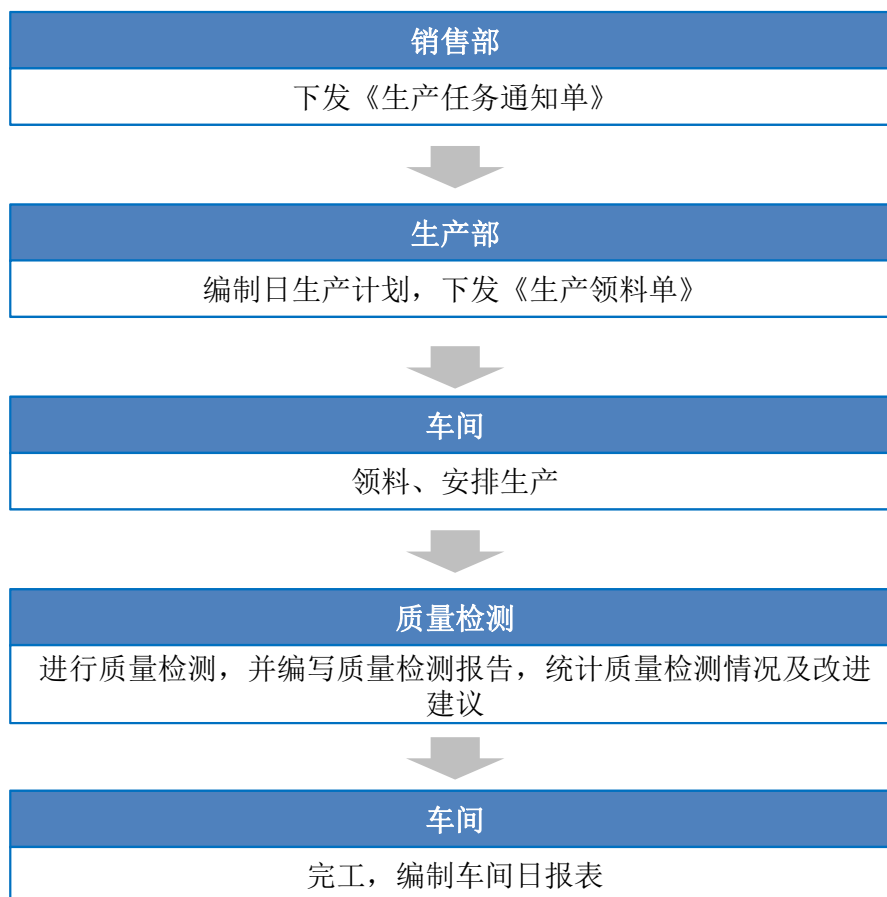 销售部
下发《生产任务通知单》
生产部
编制日生产计划，下发《生产领料单》
车间
领料、安排生产
质量检测
进行质量检测，并编写质量检测报告，统计质量检测情况及改进
建议
车间
完工，编制车间日报表